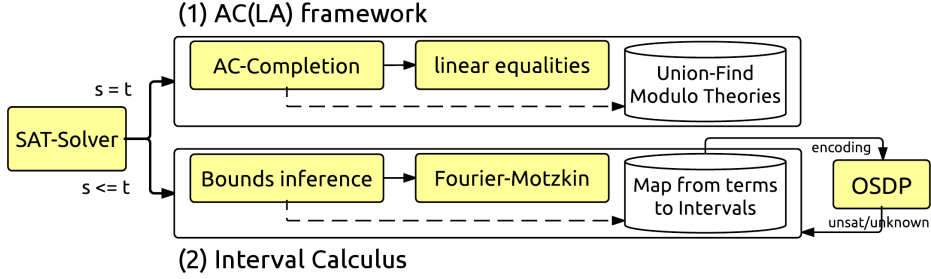 (1) AC(LA) framework
AC-Completion
linear equalities
Union-Find
Modulo Theories
s = t
SAT-Solver
s <= t
Bounds inference
Fourier-Motzkin
Map from terms
to Intervals
encoding
OSDP
unsat/unknown
(2) Interval Calculus